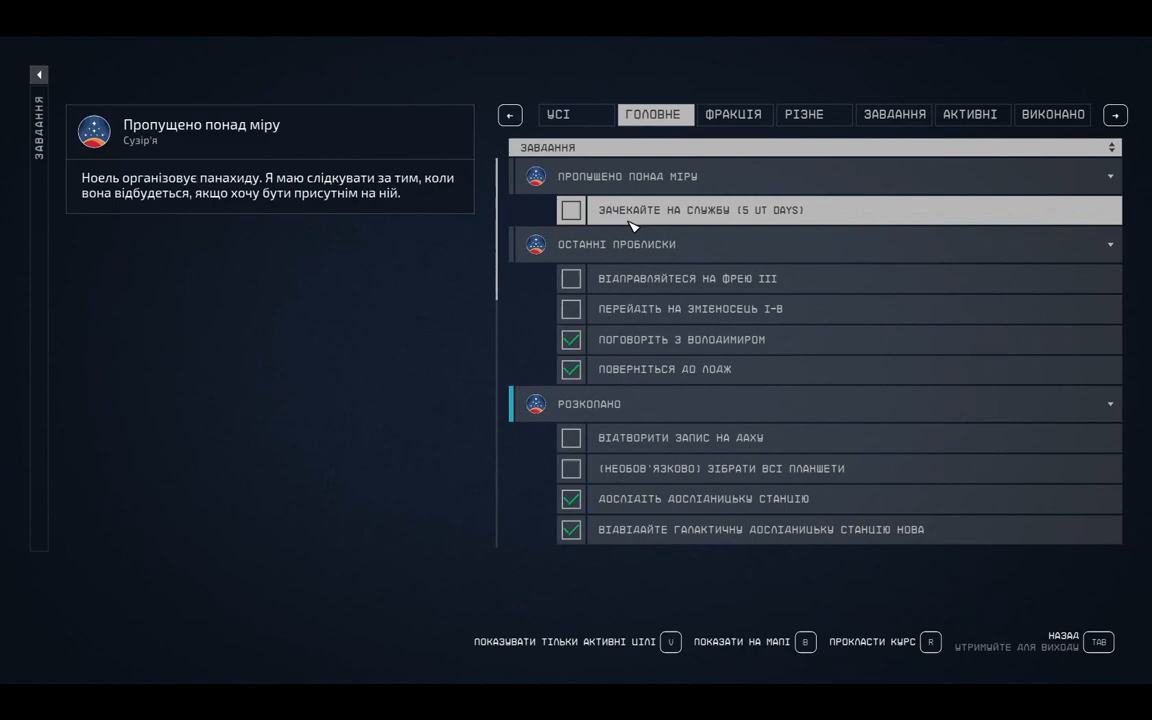 ЗАВДАННЯ
Пропущено понад міру
Сузір'я
Ноель організовує панахиду. Я маю слідкувати за тим, коли
вона відбудеться, якщо хочу бути присутнім на ній.
УСІ
ГОЛОВНЕ
ФРАКЦІЯ
РІЗНЕ
ЗАВДАННЯ
АКТИВНІ
ВИКОНАНО
ЗАВДАННЯ
ПРОПУЩЕНО ПОНАД МІРУ
ЗАЧЕКАЙТЕ НА СЛУЖБУ (5 UT DAYS)
ОСТАННІ ПРОБЛИСКИ
ВІДПРАВЛЯЙТЕСЯ НА ФРЕЮ III
ПЕРЕЙДІТЬ НА ЗМІЄНОСЕЦЬ І-В
ПОГОВОРІТЬ З ВОЛОДИМИРОМ
ПОВЕРНІТЬСЯ ДО ЛОДЖ
РОЗКОПАНО
ВІДТВОРИТИ ЗАПИС НА ДАХУ
(НЕОБОВ'ЯЗКОВО) ЗІБРАТИ ВСІ ПЛАНШЕТИ
ДОСЛІДІТЬ ДОСЛІДНИЦЬКУ СТАНЦІЮ
ВІДВІДАЙТЕ ГАЛАКТИЧНУ ДОСЛІДНИЦЬКУ СТАНЦІЮ НОВА
ПОКАЗУВАТИ ТІЛЬКИ АКТИВНІ ЦІЛІ V
ПОКАЗАТИ НА МАПІ B
ПРОКЛАСТИ КУРС R
НАЗАД
УТРИМУЙТЕ ДЛЯ ВИХОДУ
TAB